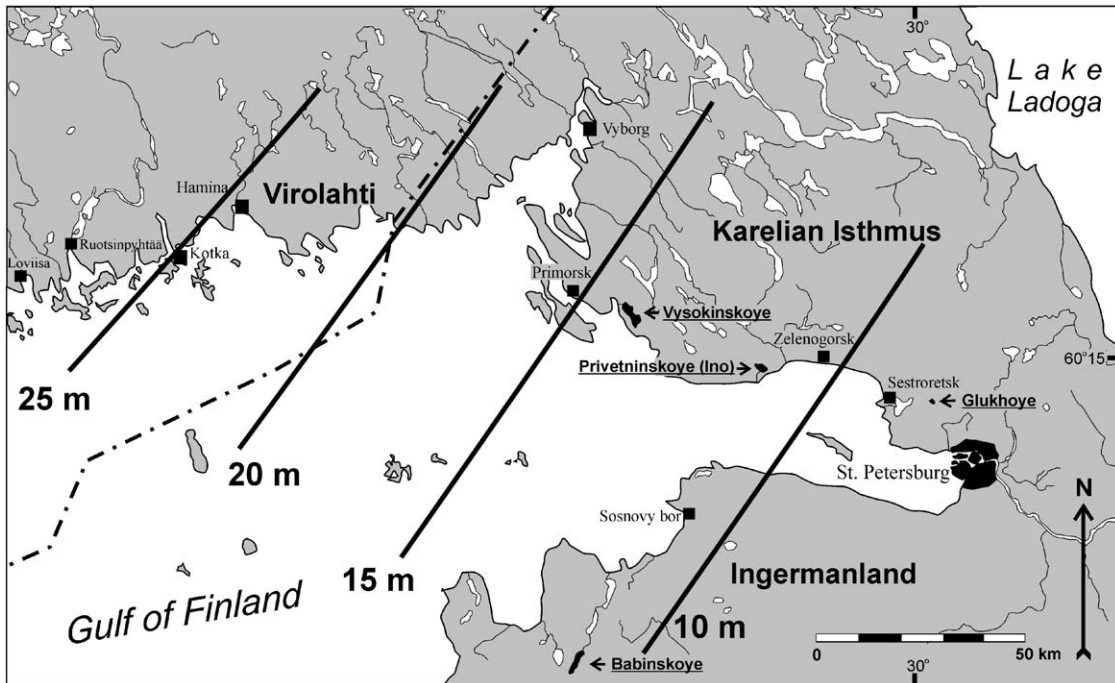 30°
L a k e
Ladoga
Vyborg
Hamina
Virolahti
Karelian Isthmus
Ruotsinpyhtää
Kotka
Loviisa
Primorsk
Vysokinskoye
Zelenogorsk
60°15
Privetninskoye (Ino)
Sestroretsk
Glukhoye
25 m
20 m
St. Petersburg
N
Sosnovy bor
15 m
Ingermanland
Gulf of Finland
10 m
Babinskoye
0
50 km
30°